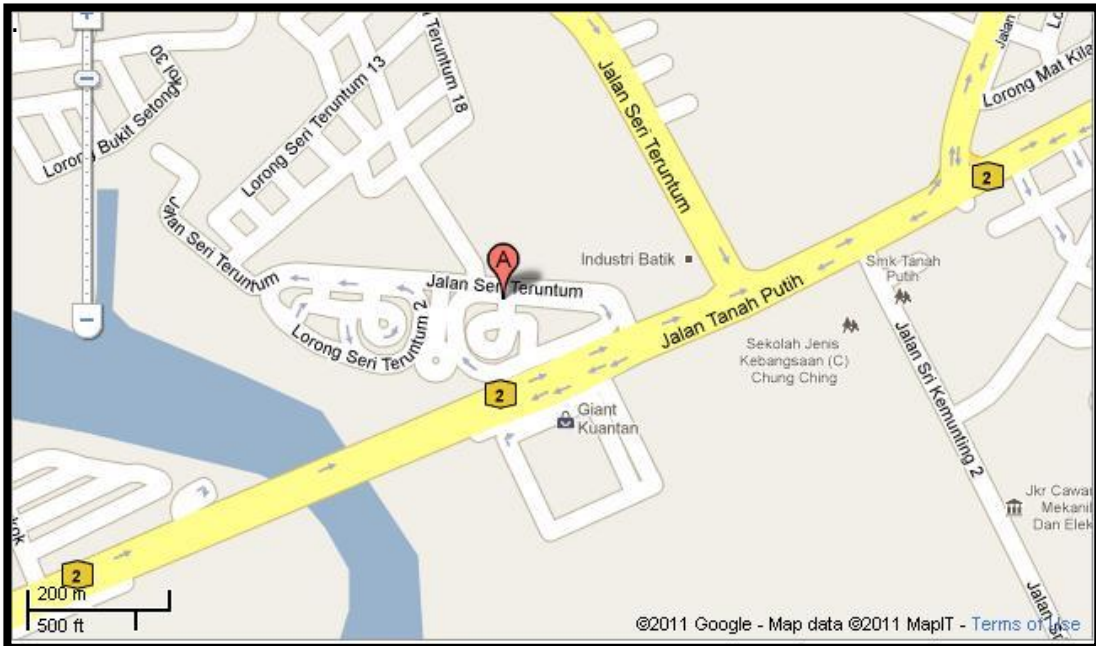 Lorong Bukit Setongkol 30
Lorong Seri Teruntum 13
Teruntum 18
Jalan Seri Teruntum
Jalan
Lorong Mat Kila
2
Jalan Seri Teruntum
Industri Batik
A
Jalan Seri Teruntum
Smk Tanah
Putih
Jalan Tanah Putih
Lorong Seri Teruntum 2
Sekolah Jenis
Kebangsaan (C)
Chung Ching
Jalan Sri Kemunting 2
2
Giant
Kuantan
Jkr Cawan
Mekanil
Dan Elek
2
200 m
500 ft
©2011 Google - Map data ©2011 MapIT - Terms of Use